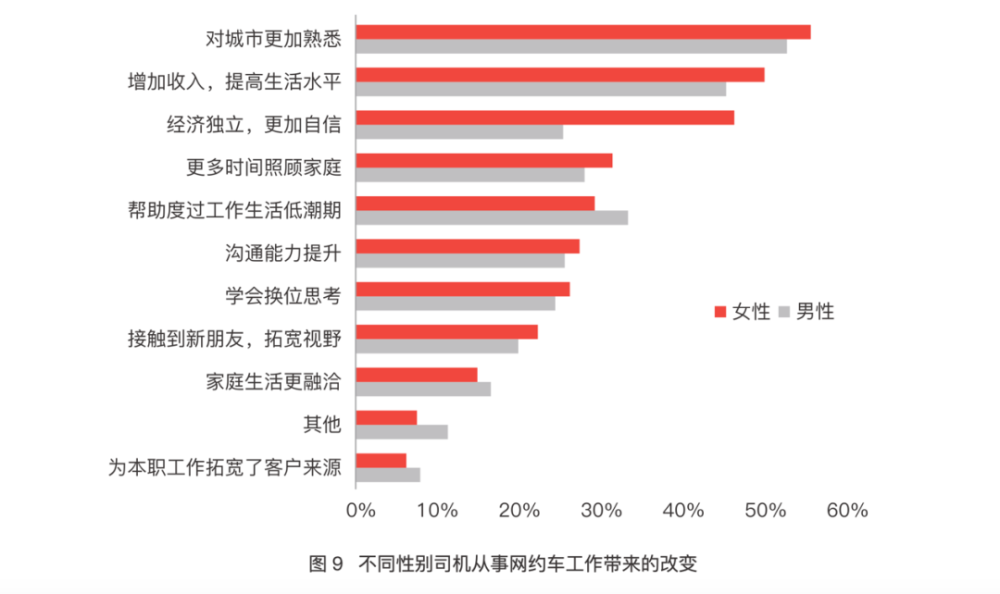 对城市更加熟悉
增加收入，提高生活水平
经济独立，更加自信
更多时间照顾家庭
帮助度过工作生活低潮期
沟通能力提升
学会换位思考
女性 男性
接触到新朋友，拓宽视野
家庭生活更融洽
其他
为本职工作拓宽了客户来源
0% 10% 20% 30% 40% 50% 60%
图 9 不同性别司机从事网约车工作带来的改变